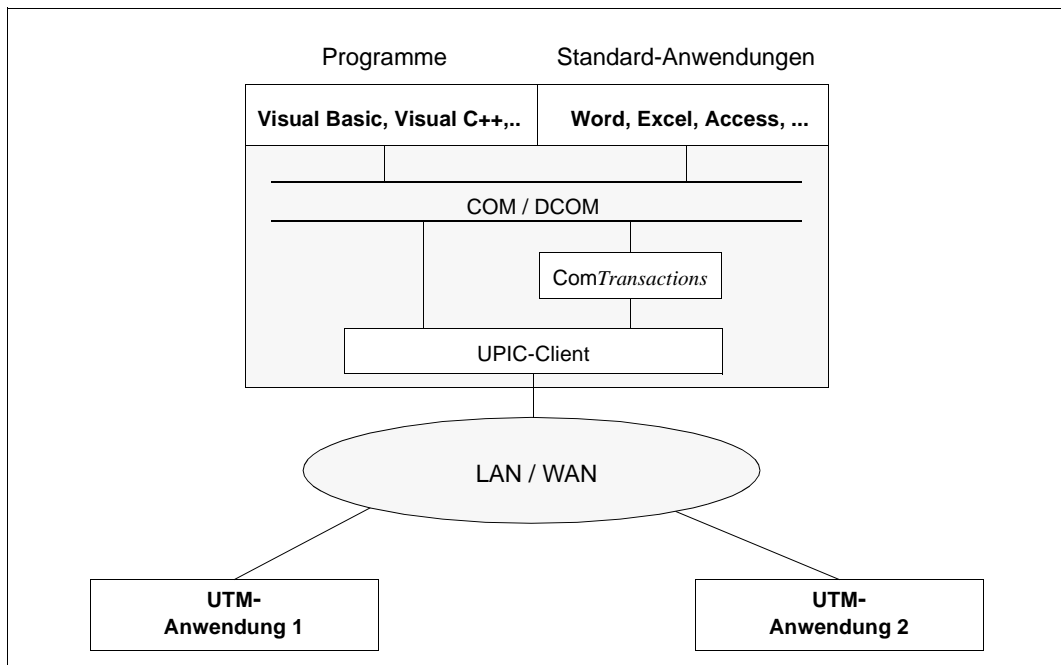 Programme
Standard-Anwendungen
Visual Basic, Visual C++,..
Word, Excel, Access, ...
COM / DCOM
ComTransactions
UPIC-Client
LAN / WAN
UTM-
Anwendung 1
UTM-
Anwendung 2